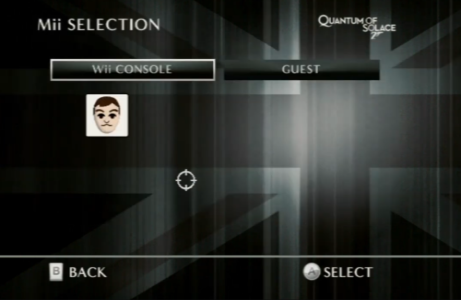 Mii SELECTION
QUANTUM OF
SOLACE
Wii CONSOLE
GUEST
B BACK
A SELECT